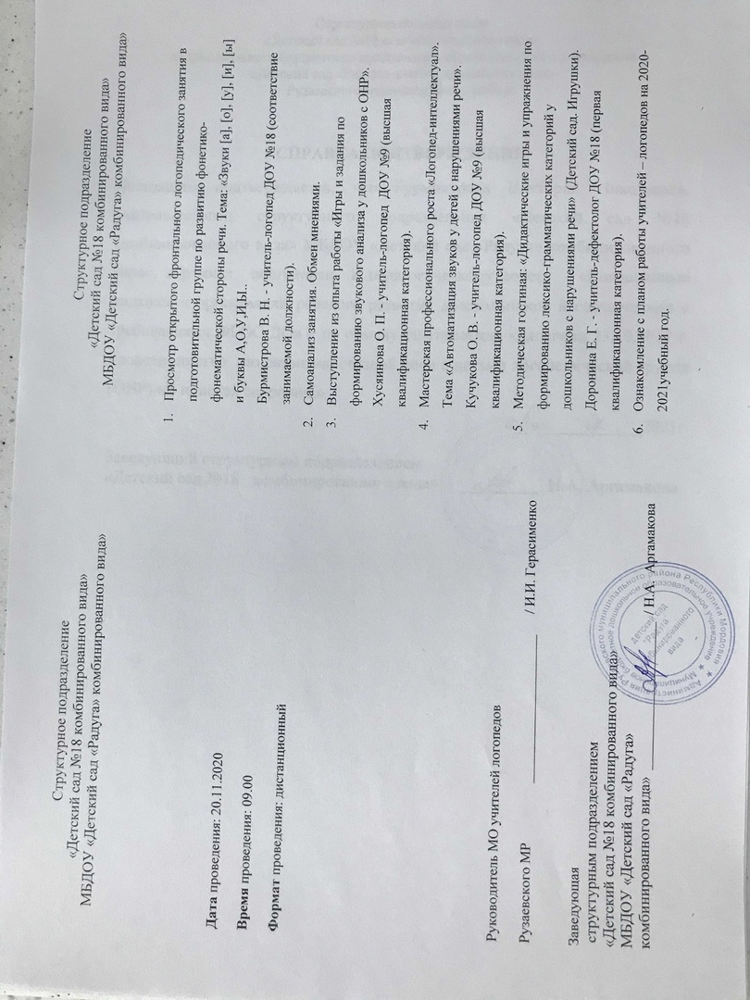 Структурное подразделение
«Детский сад №18 комбинированного вида»
МБДОУ «Детский сад «Радуга» комбинированного вида»
Дата проведения: 20.11.2020
Время проведения: 09.00
Формат проведения: дистанционный
Руководитель МО учителей логопедов
Рузаевского МР / И.И. Герасименко
Заведующая
структурным подразделением
«Детский сад №18 комбинированного вида»
МБДОУ «Детский сад «Радуга»
комбинированного вида» / Н.А. Аргамакова
Структурное подразделение
«Детский сад №18 комбинированного вида»
МБДОУ «Детский сад «Радуга» комбинированного вида»
1. Просмотр открытого фронтального логопедического занятия в
подготовительной группе по развитию фонетико-
фонематической стороны речи. Тема: «Звуки [а], [о], [у], [и], [ы]
и буквы А,О,У,И,Ы..
Бурмистрова В. Н. - учитель-логопед ДОУ №18 (соответствие
занимаемой должности).
2. Самоанализ занятия. Обмен мнениями.
3. Выступление из опыта работы «Игры и задания по
формированию звукового анализа у дошкольников с ОНР».
Хусяинова О. П. - учитель-логопед ДОУ №9 (высшая
квалификационная категория).
4. Мастерская профессионального роста «Логопед-интеллектуал».
Тема «Автоматизация звуков у детей с нарушениями речи».
Кучукова О. В. - учитель-логопед ДОУ №9 (высшая
квалификационная категория).
5. Методическая гостиная: «Дидактические игры и упражнения по
формированию лексико-грамматических категорий у
дошкольников с нарушениями речи» (Детский сад. Игрушки).
Доронина Е. Г. - учитель-дефектолог ДОУ №18 (первая
квалификационная категория).
6. Ознакомление с планом работы учителей – логопедов на 2020-
2021учебный год.